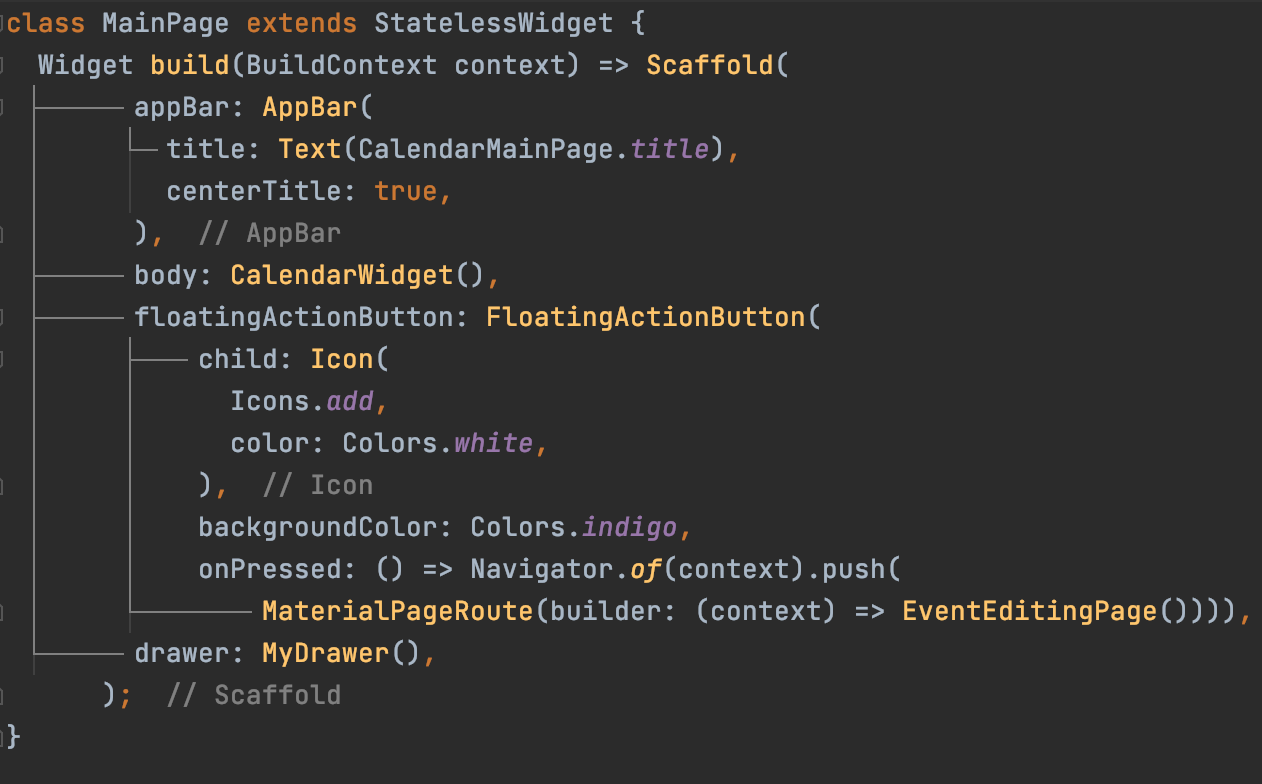 class MainPage extends StatelessWidget {
  Widget build(BuildContext context) => Scaffold(
        appBar: AppBar(
          title: Text(CalendarMainPage.title),
          centerTitle: true,
        ),  // AppBar
        body: CalendarWidget(),
        floatingActionButton: FloatingActionButton(
            child: Icon(
              Icons.add,
              color: Colors.white,
            ),  // Icon
            backgroundColor: Colors.indigo,
            onPressed: () => Navigator.of(context).push(
                MaterialPageRoute(builder: (context) => EventEditingPage()))),
        drawer: MyDrawer(),
      );  // Scaffold
}